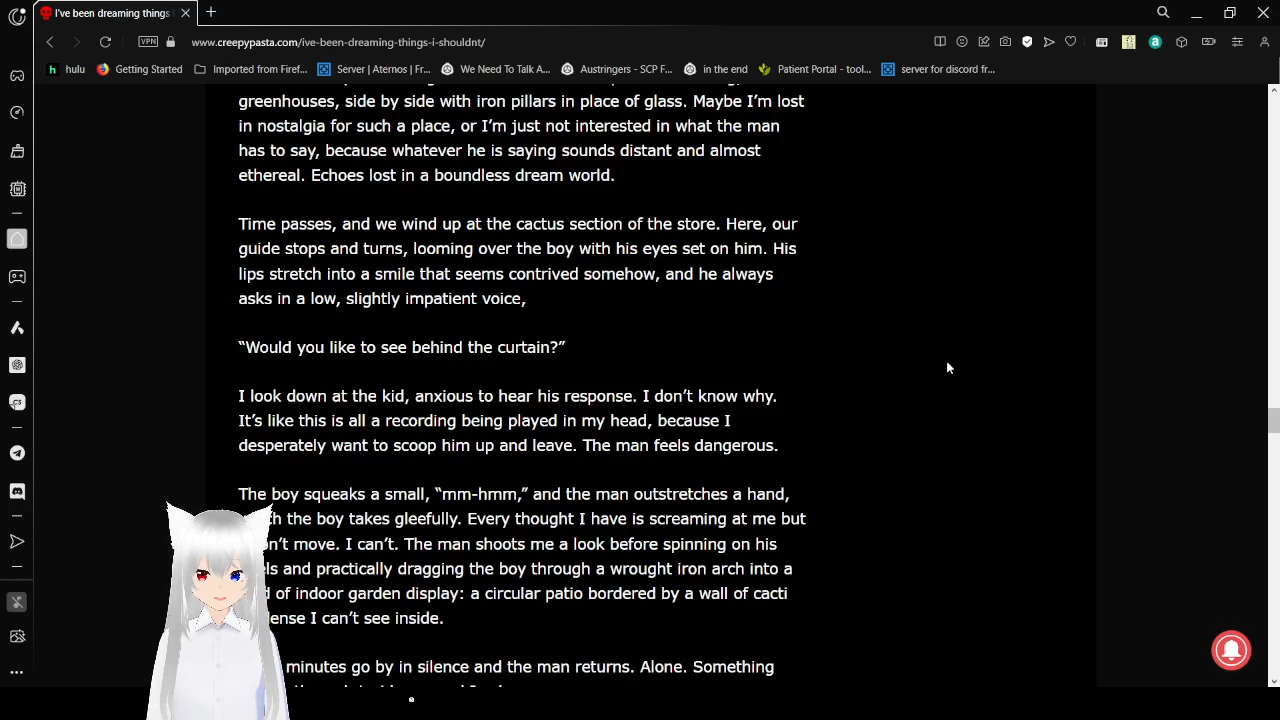 I've been dreaming things
www.creepypasta.com/ive-been-dreaming-things-i-shouldnt/
VPN
hulu
Getting Started
Imported from Firef...
Server | Aternos | Fr...
We Need To Talk A...
Austringers - SCP F...
in the end
Patient Portal - tool...
server for discord fr...
greenhouses, side by side with iron pillars in place of glass. Maybe I'm lost
in nostalgia for such a place, or I'm just not interested in what the man
has to say, because whatever he is saying sounds distant and almost
ethereal. Echoes lost in a boundless dream world.
Time passes, and we wind up at the cactus section of the store. Here, our
guide stops and turns, looming over the boy with his eyes set on him. His
lips stretch into a smile that seems contrived somehow, and he always
asks in a low, slightly impatient voice,
“Would you like to see behind the curtain?”
I look down at the kid, anxious to hear his response. I don't know why.
It's like this is all a recording being played in my head, because I
desperately want to scoop him up and leave. The man feels dangerous.
The boy squeaks a small, “mm-hmm,” and the man outstretches a hand,
the boy takes gleefully. Every thought I have is screaming at me but
move. I can't. The man shoots me a look before spinning on his
and practically dragging the boy through a wrought iron arch into a
of indoor garden display: a circular patio bordered by a wall of cacti
I can't see inside.
minutes go by in silence and the man returns. Alone. Something